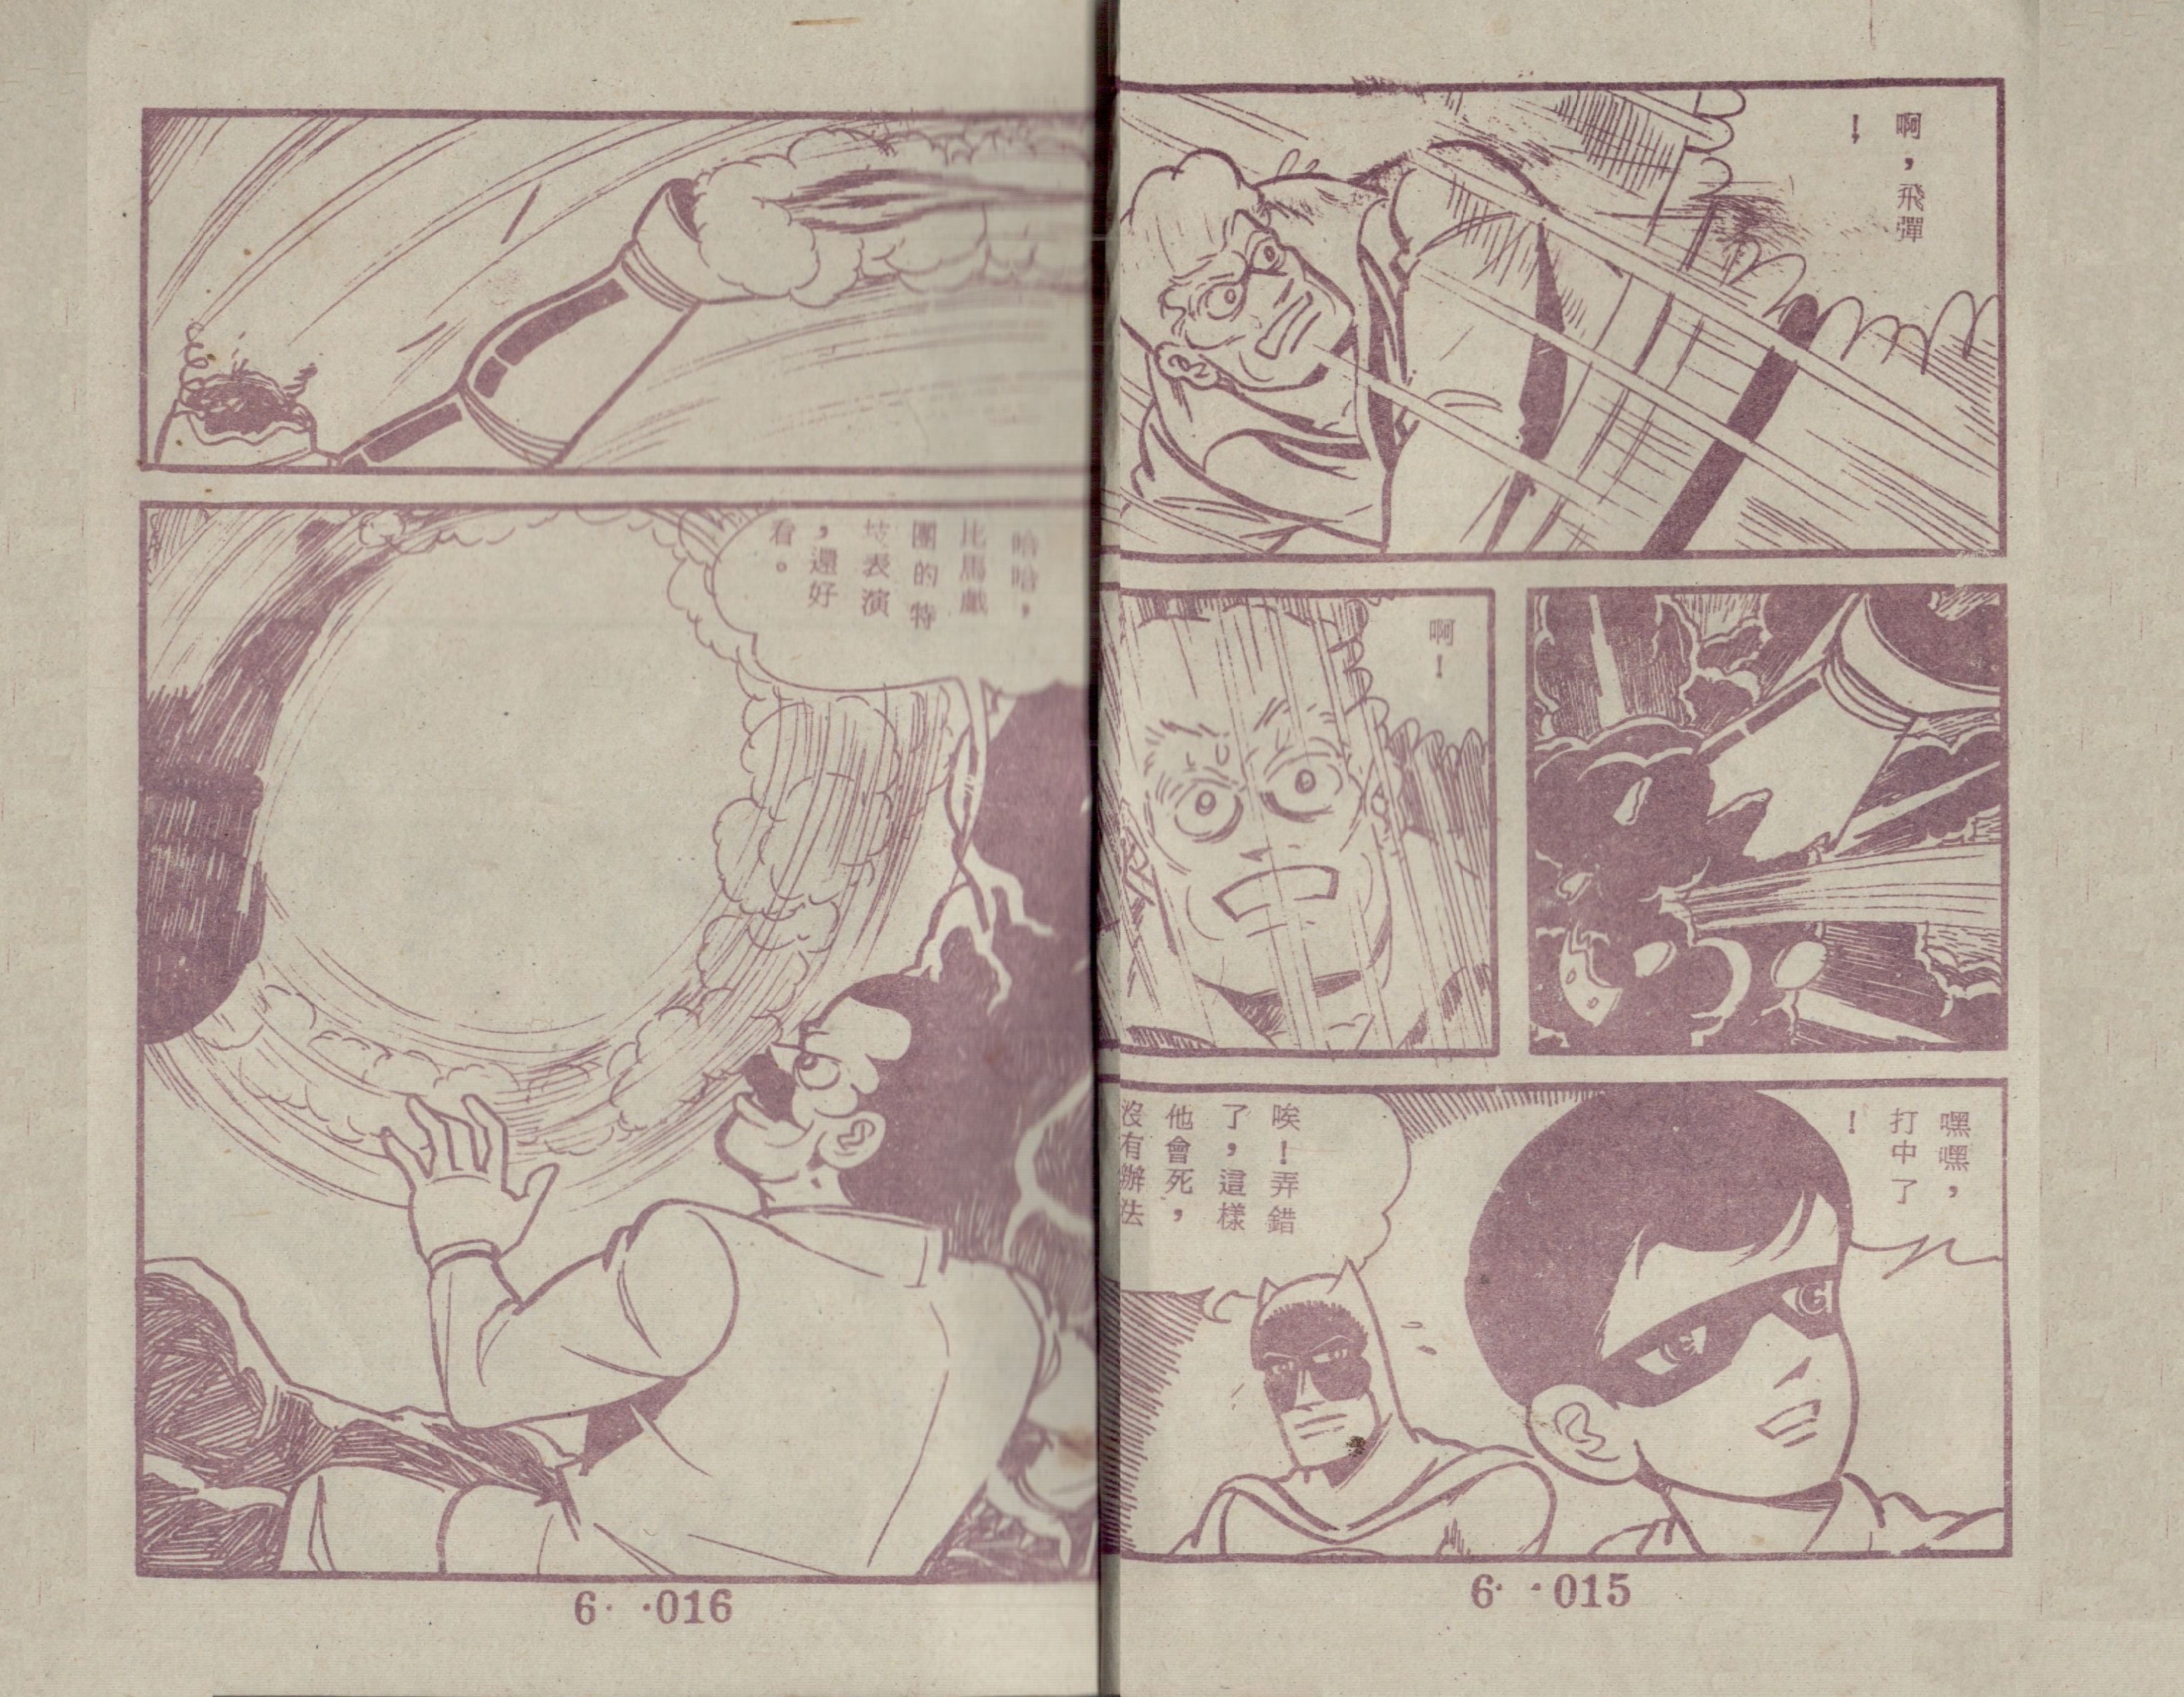 啊，飛彈
！
啊！
嘿嘿，
打中了
！
唉！弄錯
了，這樣
他會死，
沒有辦法
6··015
哈哈，
比馬戲
團的特
技表演
，還好
看。
6··016